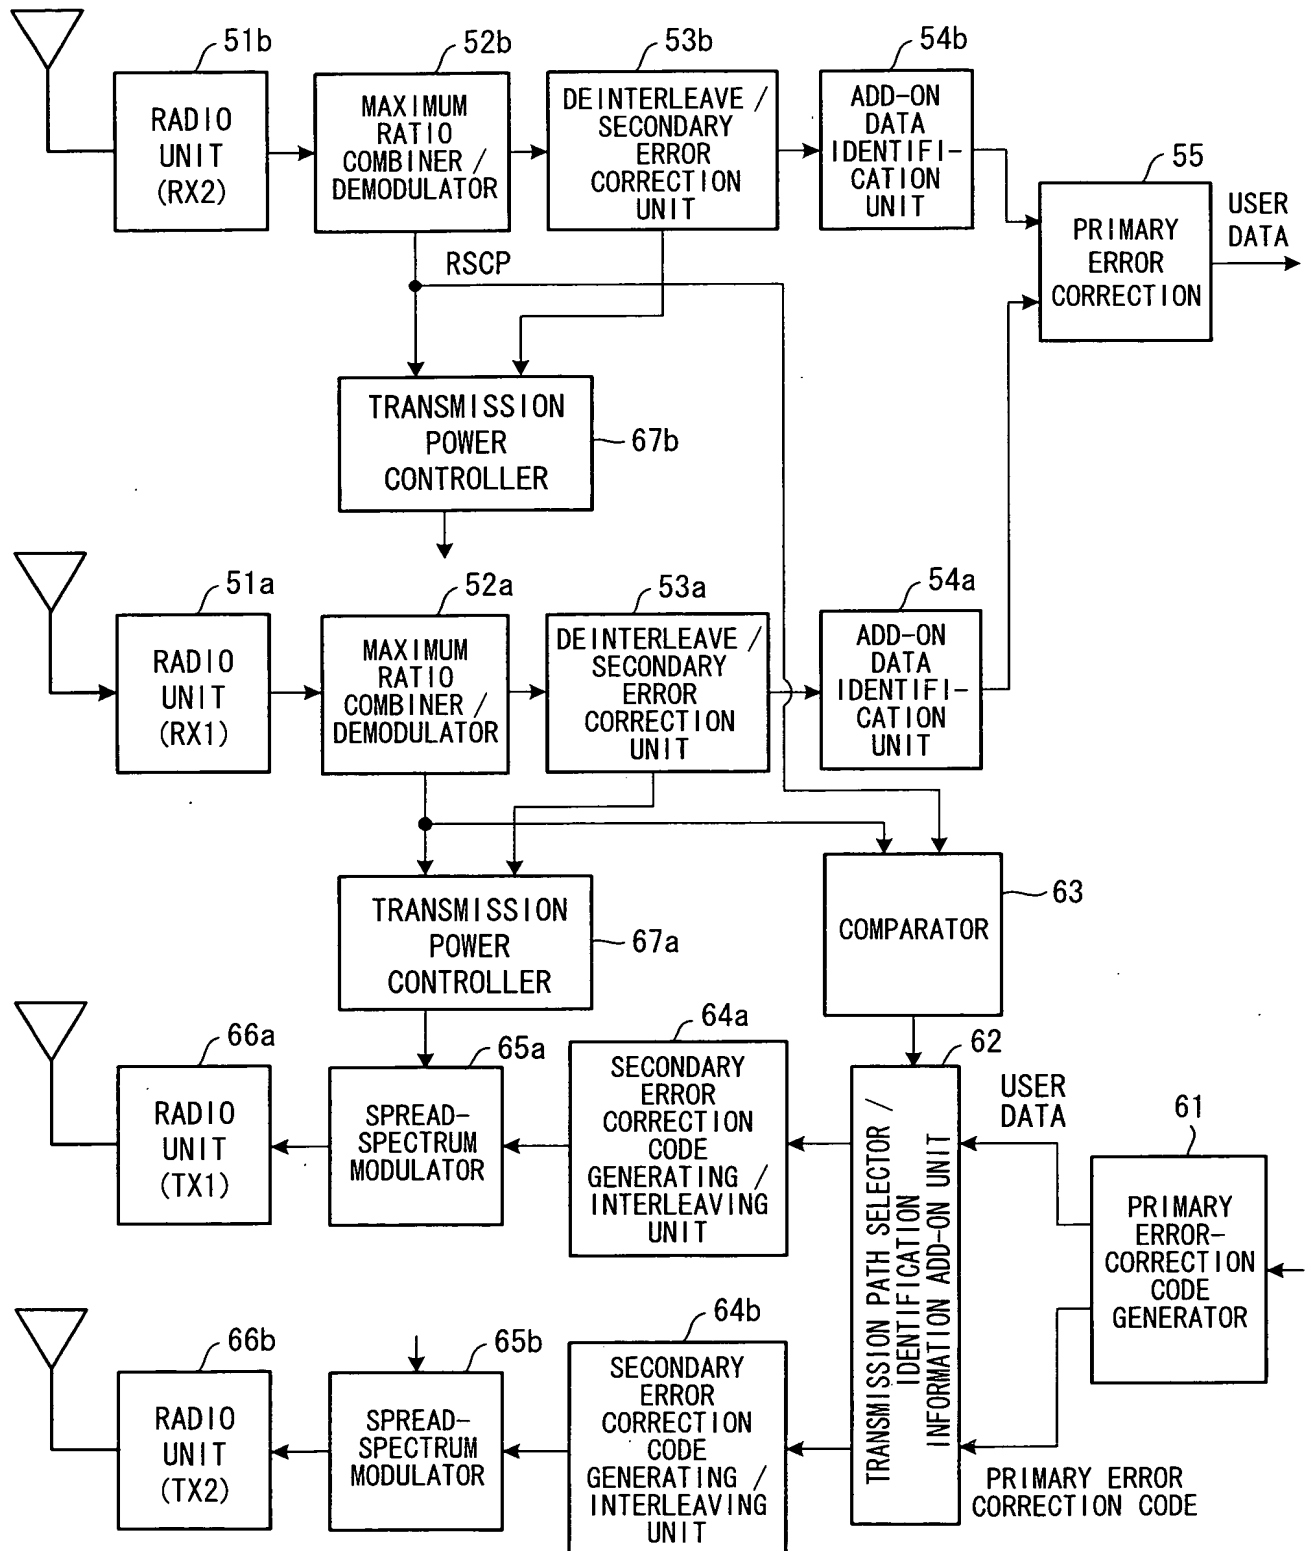 51b
52b
53b
54b
RADIO
UNIT
(RX2)
MAXIMUM
RATIO
COMBINER /
DEMODULATOR
DEINTERLEAVE /
SECONDARY
ERROR
CORRECTION
UNIT
ADD-ON
DATA
IDENTIFI-
CATION
UNIT
55
PRIMARY
ERROR
CORRECTION
USER
DATA
RSCP
TRANSMISSION
POWER
CONTROLLER
67b
51a
52a
53a
54a
RADIO
UNIT
(RX1)
MAXIMUM
RATIO
COMBINER /
DEMODULATOR
DEINTERLEAVE /
SECONDARY
ERROR
CORRECTION
UNIT
ADD-ON
DATA
IDENTIFI-
CATION
UNIT
TRANSMISSION
POWER
CONTROLLER
67a
COMPARATOR
63
66a
65a
64a
62
RADIO
UNIT
(TX1)
SPREAD-
SPECTRUM
MODULATOR
SECONDARY
ERROR
CORRECTION
CODE
GENERATING /
INTERLEAVING
UNIT
TRANSMISSION PATH SELECTOR /
IDENTIFICATION
INFORMATION ADD-ON UNIT
USER
DATA
61
PRIMARY
ERROR-
CORRECTION
CODE
GENERATOR
66b
65b
64b
RADIO
UNIT
(TX2)
SPREAD-
SPECTRUM
MODULATOR
SECONDARY
ERROR
CORRECTION
CODE
GENERATING /
INTERLEAVING
UNIT
PRIMARY ERROR
CORRECTION CODE